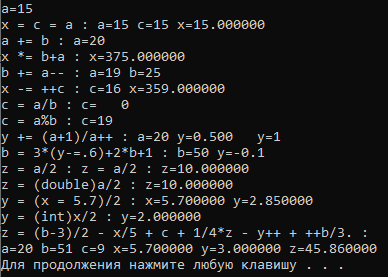 a=15
x = c = a : a=15 c=15 x=15.000000
a += b : a=20
x *= b+a : x=375.000000
b += a-- : a=19 b=25
x -= ++c : c=16 x=359.000000
c = a/b : c=   0
c = a%b : c=19
y += (a+1)/a++ : a=20 y=0.500   y=1
b = 3*(y-=.6)+2*b+1 : b=50 y=-0.1
z = a/2 : z = a/2 : z=10.000000
z = (double)a/2 : z=10.000000
y = (x = 5.7)/2 : x=5.700000 y=2.850000
y = (int)x/2 : y=2.000000
z = (b-3)/2 - x/5 + c + 1/4*z - y++ + ++b/3. :
a=20 b=51 c=9 x=5.700000 y=3.000000 z=45.860000
Для продолжения нажмите любую клавишу . . .